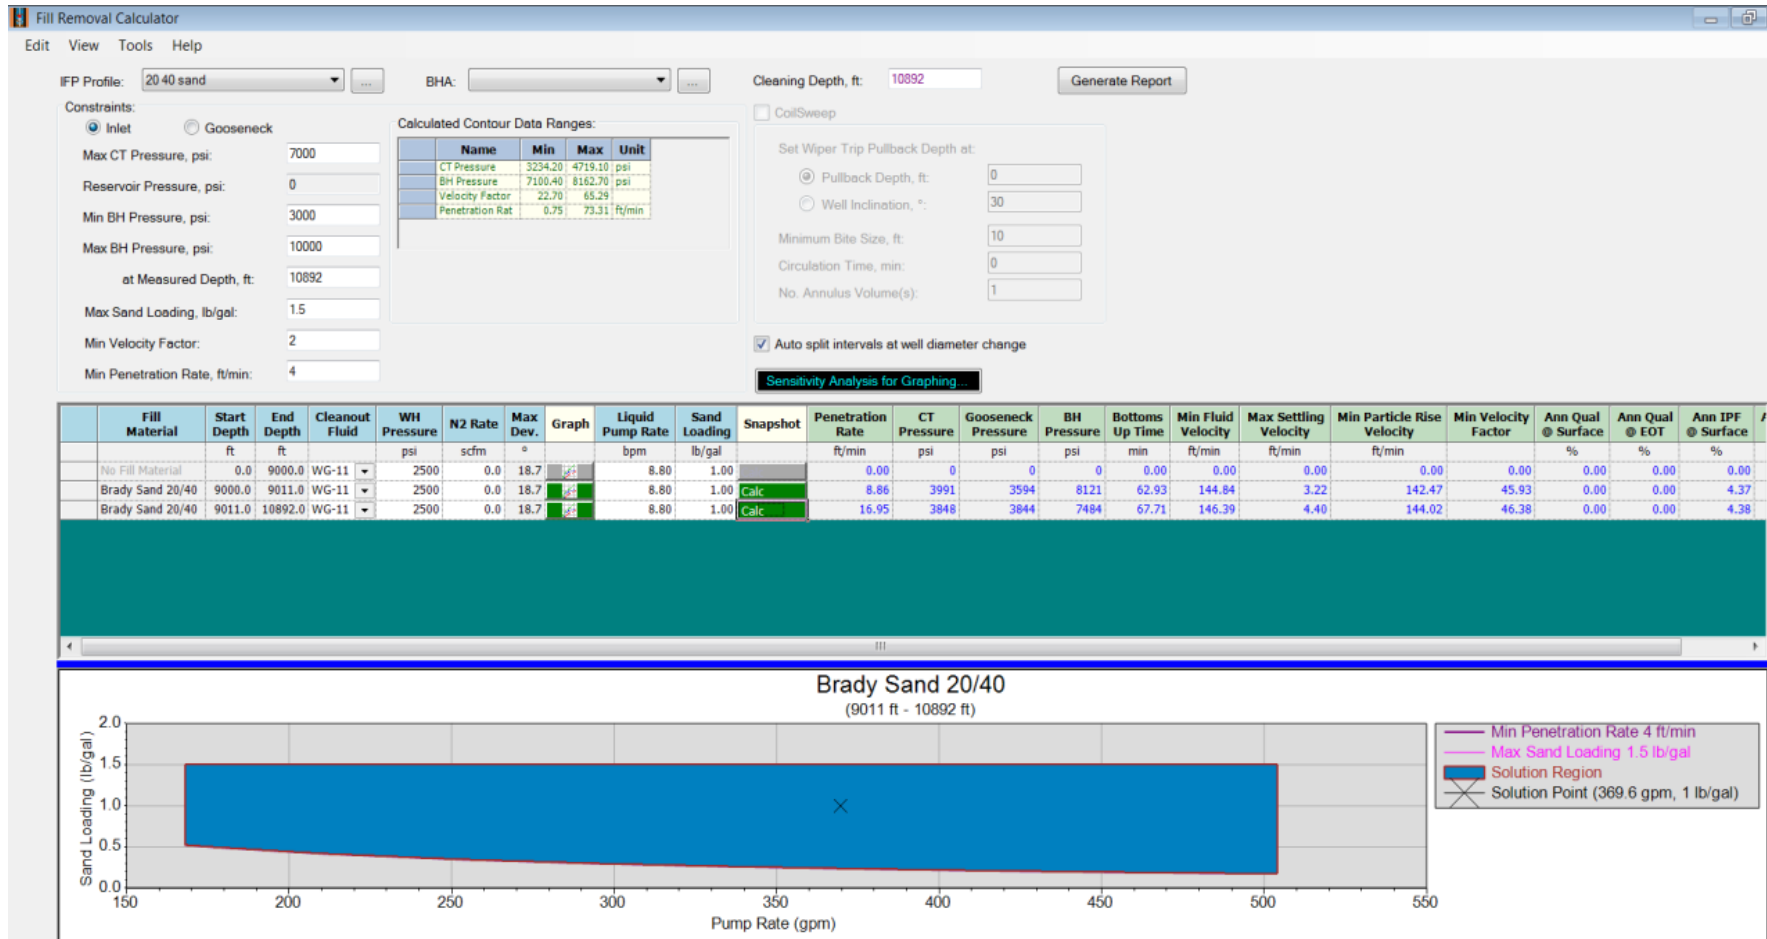 Fill Removal Calculator
Edit View Tools Help
IFP Profile: 20 40 sand ... BHA: ... Cleaning Depth, ft: 10892 Generate Report
Constraints:
Inlet Gooseneck
Max CT Pressure, psi: 7000
Reservoir Pressure, psi: 0
Min BH Pressure, psi: 3000
Max BH Pressure, psi: 10000
at Measured Depth, ft: 10892
Max Sand Loading, lb/gal: 1.5
Min Velocity Factor: 2
Min Penetration Rate, ft/min: 4
Calculated Contour Data Ranges:
Name Min Max Unit
CT Pressure 3234.20 4719.10 psi
BH Pressure 7100.40 8162.70 psi
Velocity Factor 22.70 65.29
Penetration Rat 0.75 73.31 ft/min
CoilSweep
Set Wiper Trip Pullback Depth at:
Pullback Depth, ft: 0
Well Inclination, °: 30
Minimum Bite Size, ft: 10
Circulation Time, min: 0
No. Annulus Volume(s): 1
Auto split intervals at well diameter change
Sensitivity Analysis for Graphing...
Fill Start End Cleanout WH N2 Rate Max Graph Liquid Sand Snapshot Penetration CT Gooseneck BH Bottoms Min Fluid Max Settling Min Particle Rise Min Velocity Ann Qual Ann Qual Ann IPF A
Material Depth Depth Fluid Pressure Dev. Pump Rate Loading Rate Pressure Pressure Pressure Up Time Velocity Velocity Velocity Factor @ Surface @ EOT @ Surface
ft ft psi scfm ° bpm lb/gal ft/min psi psi psi min ft/min ft/min ft/min % % %
No Fill Material 0.0 9000.0 WG-11 2500 0.0 18.7 8.80 1.00 0.00 0 0 0 0.00 0.00 0.00 0.00 0.00 0.00 0.00 0.00
Brady Sand 20/40 9000.0 9011.0 WG-11 2500 0.0 18.7 8.80 1.00 Calc 8.86 3991 3594 8121 62.93 144.84 3.22 142.47 45.93 0.00 0.00 4.37
Brady Sand 20/40 9011.0 10892.0 WG-11 2500 0.0 18.7 8.80 1.00 Calc 16.95 3848 3844 7484 67.71 146.39 4.40 144.02 46.38 0.00 0.00 4.38
Brady Sand 20/40
(9011 ft - 10892 ft)
Sand Loading (lb/gal)
2.0
1.5
1.0
0.5
0.0
150 200 250 300 350 400 450 500 550
Pump Rate (gpm)
Min Penetration Rate 4 ft/min
Max Sand Loading 1.5 lb/gal
Solution Region
Solution Point (369.6 gpm, 1 lb/gal)